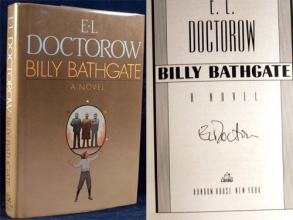 E.L. DOCTOROW BILLY BATHGATE
E.L.
DOCTOROW
BILLY BATHGATE
A NOVEL
E. L.
DOCTOROW
BILLY BATHGATE
A NOVEL
RANDOM HOUSE NEW YORK